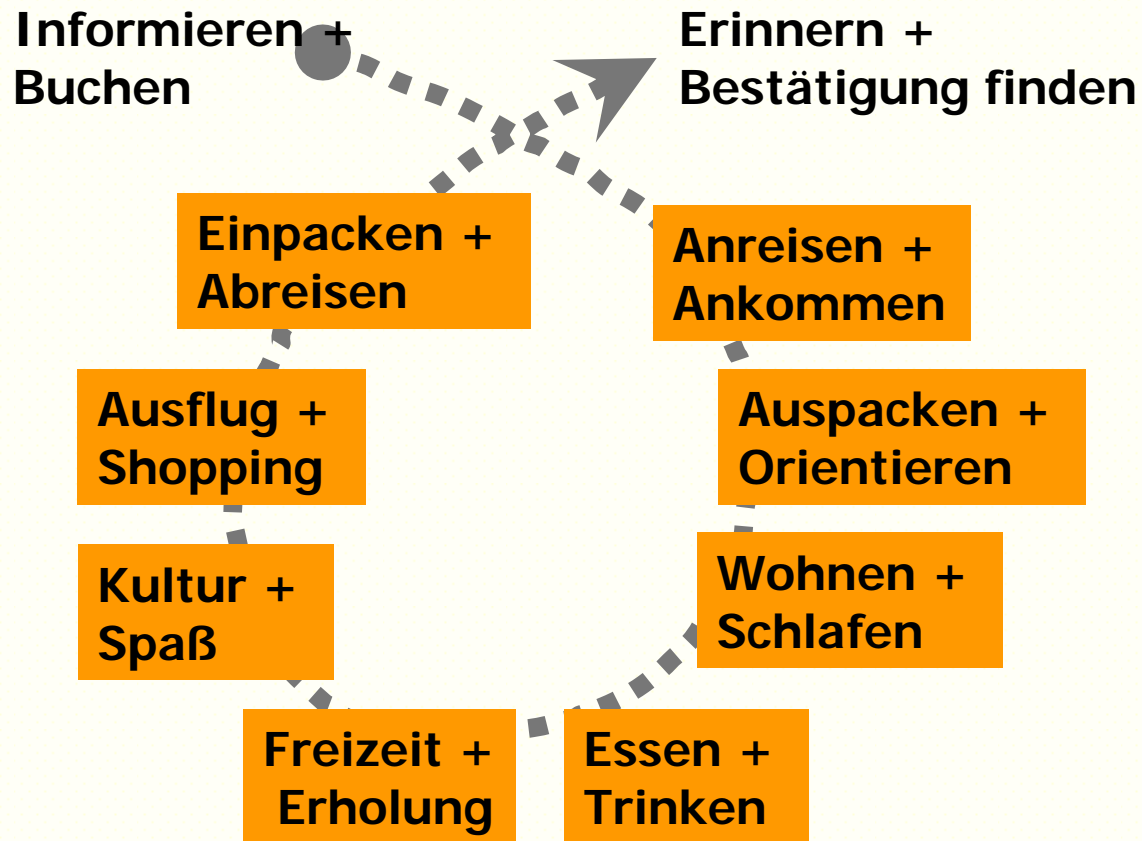 Informieren +
Buchen
Erinnern +
Bestätigung finden
Einpacken +
Abreisen
Anreisen +
Ankommen
Ausflug +
Shopping
Auspacken +
Orientieren
Kultur +
Spaß
Wohnen +
Schlafen
Freizeit +
Erholung
Essen +
Trinken